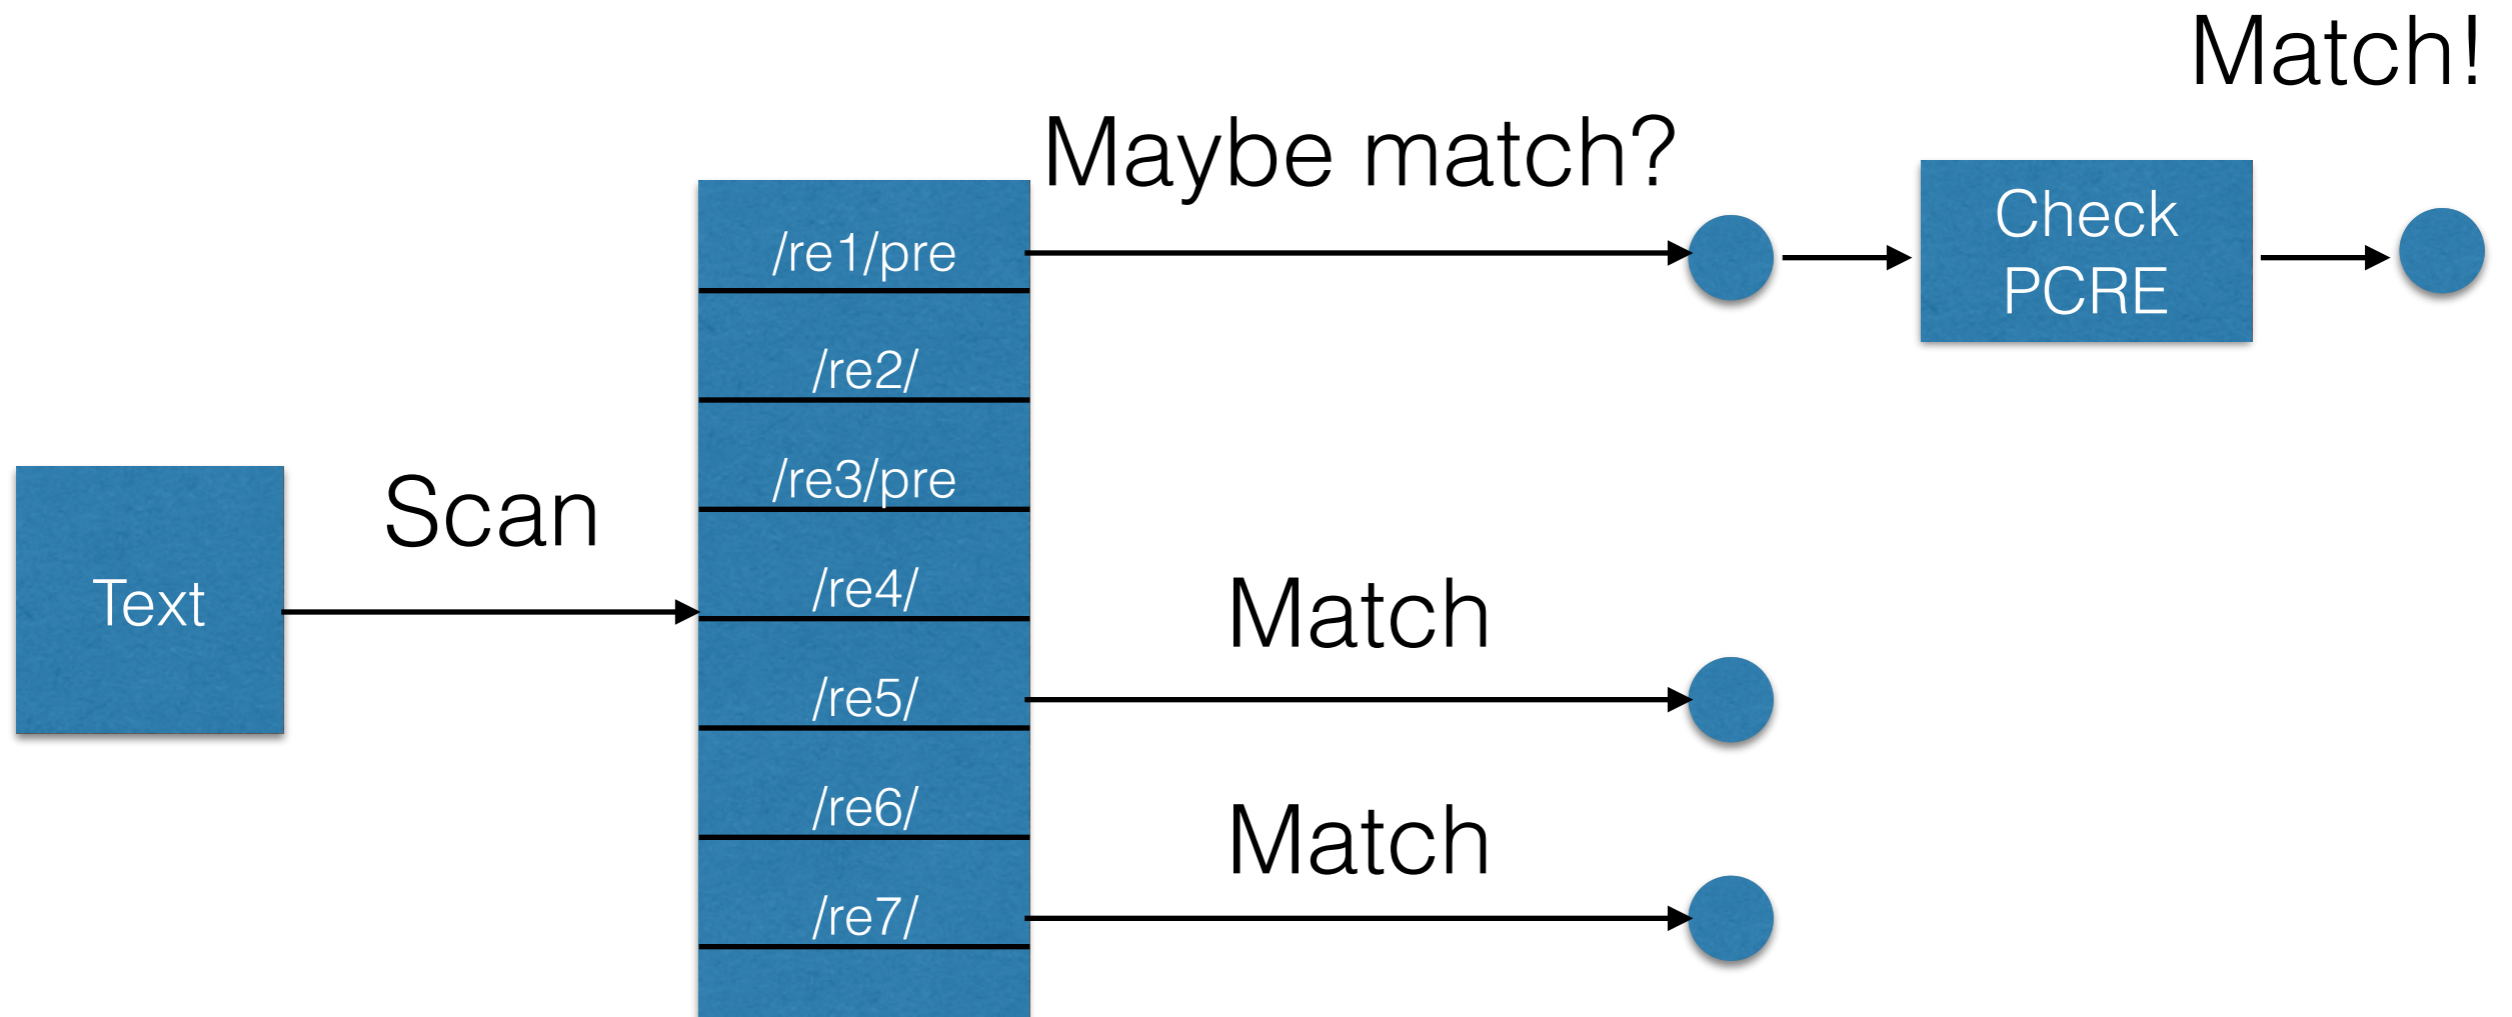 Match!
Maybe match?
Check
PCRE
/re1/pre
/re2/
/re3/pre
Scan
Text
/re4/
Match
/re5/
/re6/
Match
/re7/